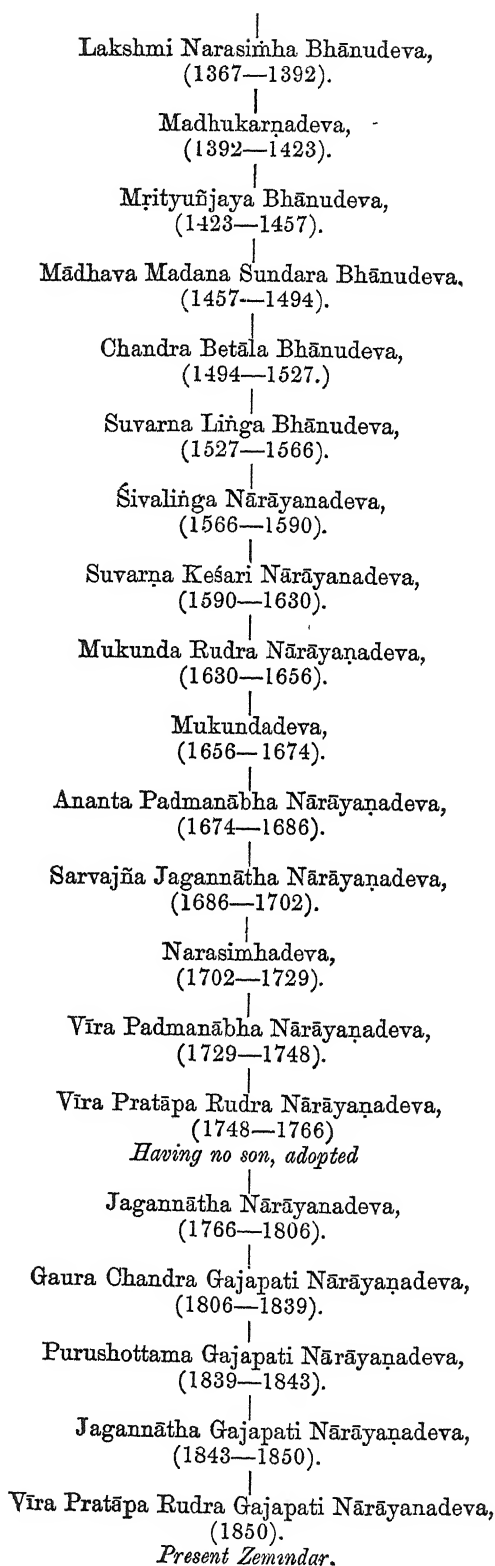 Lakshmi Narasiṁha Bhānudeva,
(1367—1392).
Madhukarṇadeva,
(1392—1423).
Mṛityuñjaya Bhānudeva,
(1423—1457).
Mādhava Madana Sundara Bhānudeva,
(1457—1494).
Chandra Betāla Bhānudeva,
(1494—1527.)
Suvarna Liṅga Bhānudeva,
(1527—1566).
Śivaliṅga Nārāyanadeva,
(1566—1590).
Suvarṇa Keśari Nārāyanadeva,
(1590—1630).
Mukunda Rudra Nārāyaṇadeva,
(1630—1656).
Mukundadeva,
(1656—1674).
Ananta Padmanābha Nārāyaṇadeva,
(1674—1686).
Sarvajña Jagannātha Nārāyaṇadeva,
(1686—1702).
Narasiṁhadeva,
(1702—1729).
Vīra Padmanābha Nārāyaṇadeva,
(1729—1748).
Vīra Pratāpa Rudra Nārāyaṇadeva,
(1748—1766)
Having no son, adopted
Jagannātha Nārāyanadeva,
(1766—1806).
Gaura Chandra Gajapati Nārāyaṇadeva,
(1806—1839).
Purushottama Gajapati Nārāyaṇadeva,
(1839—1843).
Jagannātha Gajapati Nārāyaṇadeva,
(1843—1850).
Vīra Pratāpa Rudra Gajapati Nārāyanadeva,
(1850).
Present Zemindar.